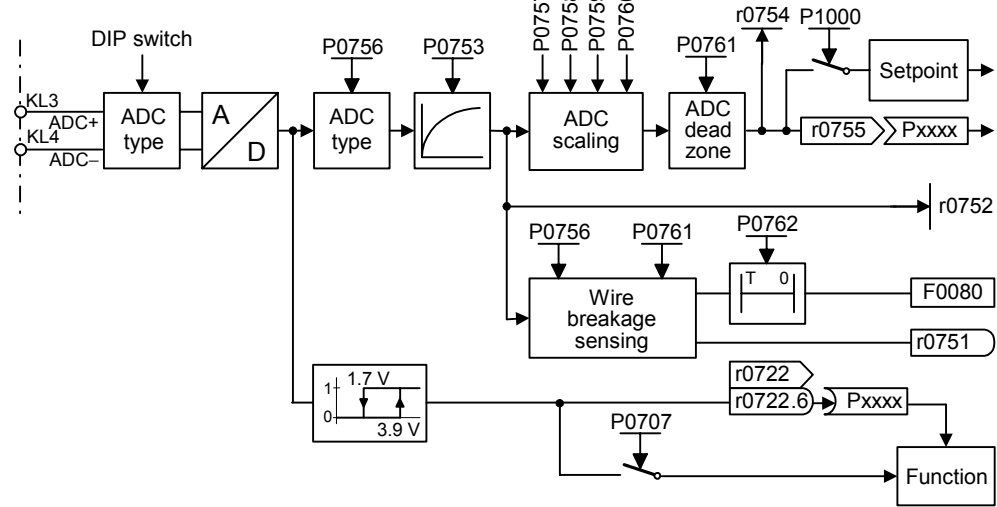 P0757
P0758
P0759
P0760
r0754
P1000
DIP switch
P0756
P0753
P0761
KL3
ADC+
KL4
ADC−
ADC
type
A
D
ADC
type
ADC
scaling
ADC
dead
zone
Setpoint
r0755
Pxxxx
r0752
P0756
P0761
P0762
Wire
breakage
sensing
T 0
F0080
r0751
1
0
1.7 V
3.9 V
r0722
r0722.6
Pxxxx
P0707
Function